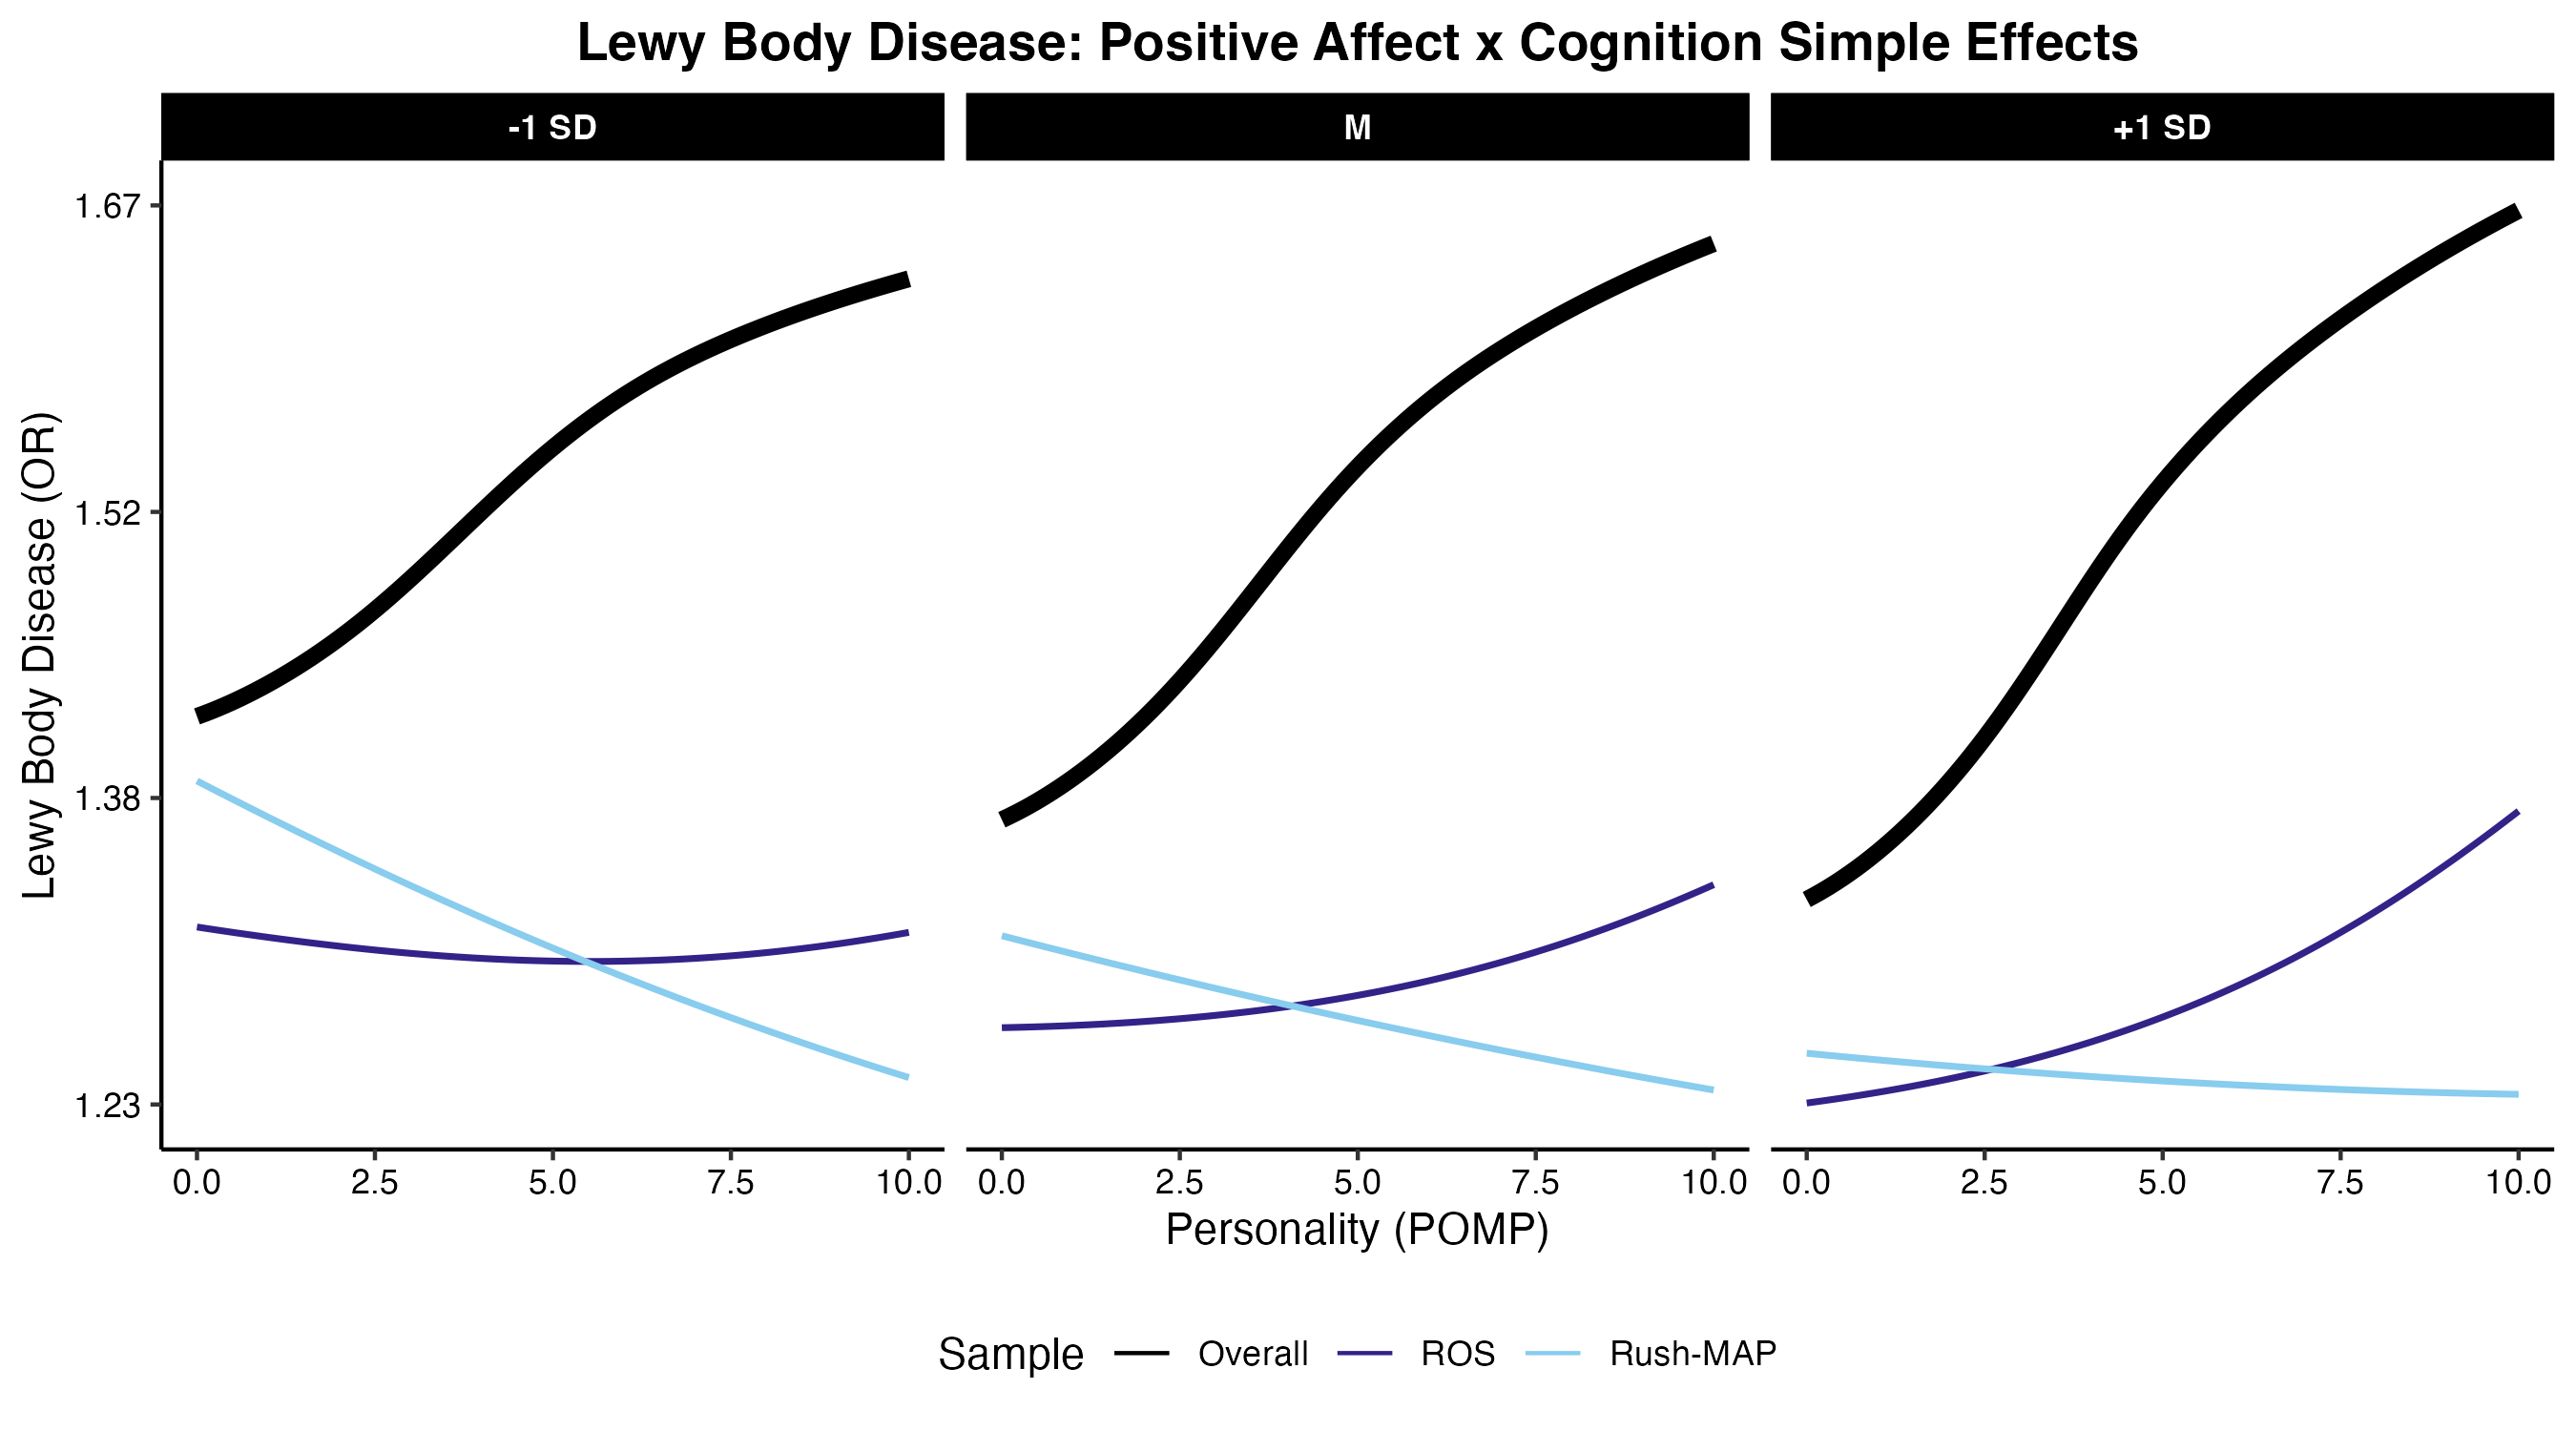 Lewy Body Disease: Positive Affect x Cognition Simple Effects
-1 SD
M
+1 SD
Lewy Body Disease (OR)
1.67
1.52
1.38
1.23
0.0 2.5 5.0 7.5 10.0
0.0 2.5 5.0 7.5 10.0
0.0 2.5 5.0 7.5 10.0
Personality (POMP)
Sample Overall ROS Rush-MAP